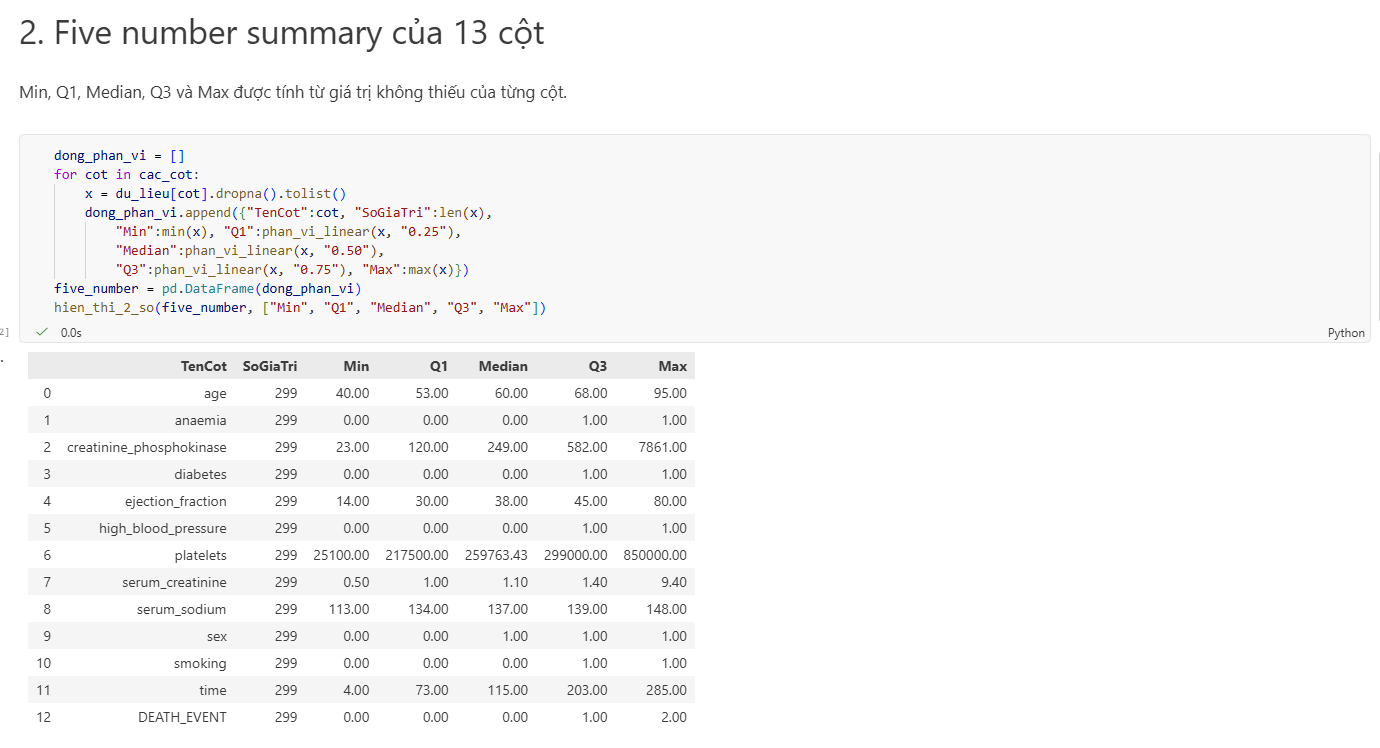 2. Five number summary của 13 cột
Min, Q1, Median, Q3 và Max được tính từ giá trị không thiếu của từng cột.
dong_phan_vi = []
for cot in cac_cot:
    x = du_lieu[cot].dropna().tolist()
    dong_phan_vi.append({"TenCot":cot, "SoGiaTri":len(x),
        "Min":min(x), "Q1":phan_vi_linear(x, "0.25"),
        "Median":phan_vi_linear(x, "0.50"),
        "Q3":phan_vi_linear(x, "0.75"), "Max":max(x)})
five_number = pd.DataFrame(dong_phan_vi)
hien_thi_2_so(five_number, ["Min", "Q1", "Median", "Q3", "Max"])
2] 0.0s Python
TenCot SoGiaTri Min Q1 Median Q3 Max
0 age 299 40.00 53.00 60.00 68.00 95.00
1 anaemia 299 0.00 0.00 0.00 1.00 1.00
2 creatinine_phosphokinase 299 23.00 120.00 249.00 582.00 7861.00
3 diabetes 299 0.00 0.00 0.00 1.00 1.00
4 ejection_fraction 299 14.00 30.00 38.00 45.00 80.00
5 high_blood_pressure 299 0.00 0.00 0.00 1.00 1.00
6 platelets 299 25100.00 217500.00 259763.43 299000.00 850000.00
7 serum_creatinine 299 0.50 1.00 1.10 1.40 9.40
8 serum_sodium 299 113.00 134.00 137.00 139.00 148.00
9 sex 299 0.00 0.00 1.00 1.00 1.00
10 smoking 299 0.00 0.00 0.00 1.00 1.00
11 time 299 4.00 73.00 115.00 203.00 285.00
12 DEATH_EVENT 299 0.00 0.00 0.00 1.00 2.00